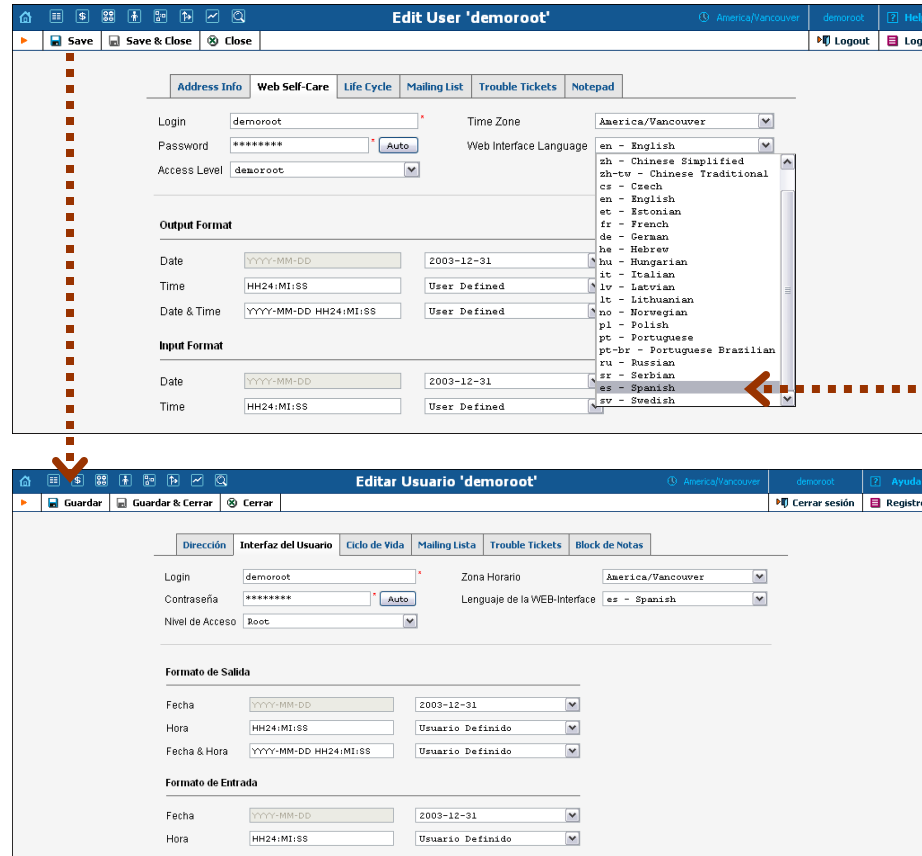 Edit User 'demoroot' America/Vancouver demoroot ? Help
Save Save & Close Close Logout Log
Address Info Web Self-Care Life Cycle Mailing List Trouble Tickets Notepad
Login demoroot * Time Zone America/Vancouver
Password ******** * Auto Web Interface Language en - English
Access Level demoroot
zh - Chinese Simplified
zh-tw - Chinese Traditional
cs - Czech
en - English
et - Estonian
fr - French
de - German
he - Hebrew
hu - Hungarian
it - Italian
lv - Latvian
lt - Lithuanian
no - Norwegian
pl - Polish
pt - Portuguese
pt-br - Portuguese Brazilian
ru - Russian
sr - Serbian
es - Spanish
sv - Swedish
Output Format
Date YYYY-MM-DD 2003-12-31
Time HH24:MI:SS User Defined
Date & Time YYYY-MM-DD HH24:MI:SS User Defined
Input Format
Date YYYY-MM-DD 2003-12-31
Time HH24:MI:SS User Defined
Editar Usuario 'demoroot' America/Vancouver demoroot ? Ayuda
Guardar Guardar & Cerrar Cerrar Cerrar sesión Registro
Dirección Interfaz del Usuario Ciclo de Vida Mailing Lista Trouble Tickets Block de Notas
Login demoroot * Zona Horario America/Vancouver
Contraseña ******** * Auto Lenguaje de la WEB-Interface es - Spanish
Nivel de Acceso Root
Formato de Salida
Fecha YYYY-MM-DD 2003-12-31
Hora HH24:MI:SS Usuario Definido
Fecha & Hora YYYY-MM-DD HH24:MI:SS Usuario Definido
Formato de Entrada
Fecha YYYY-MM-DD 2003-12-31
Hora HH24:MI:SS Usuario Definido